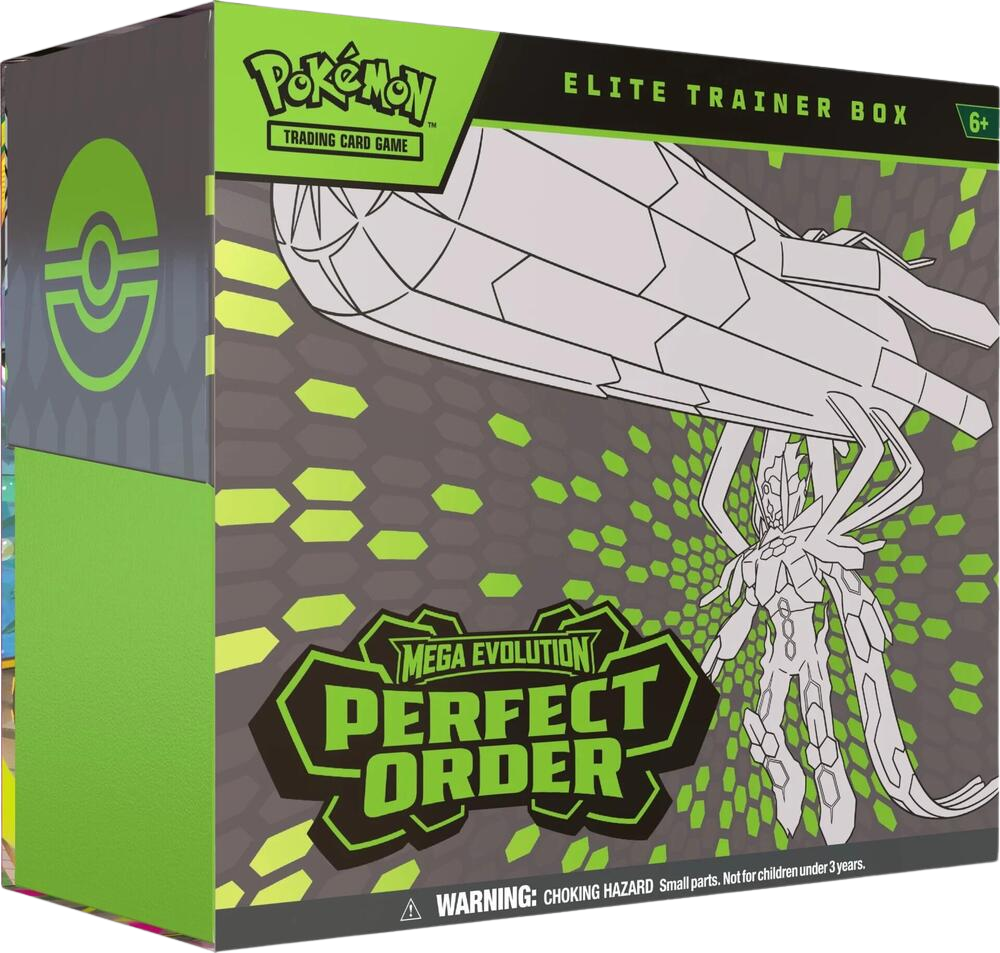 POKéMON™
TRADING CARD GAME
ELITE TRAINER BOX
6+
MEGA EVOLUTION
PERFECT
ORDER
WARNING: CHOKING HAZARD Small parts. Not for children under 3 years.